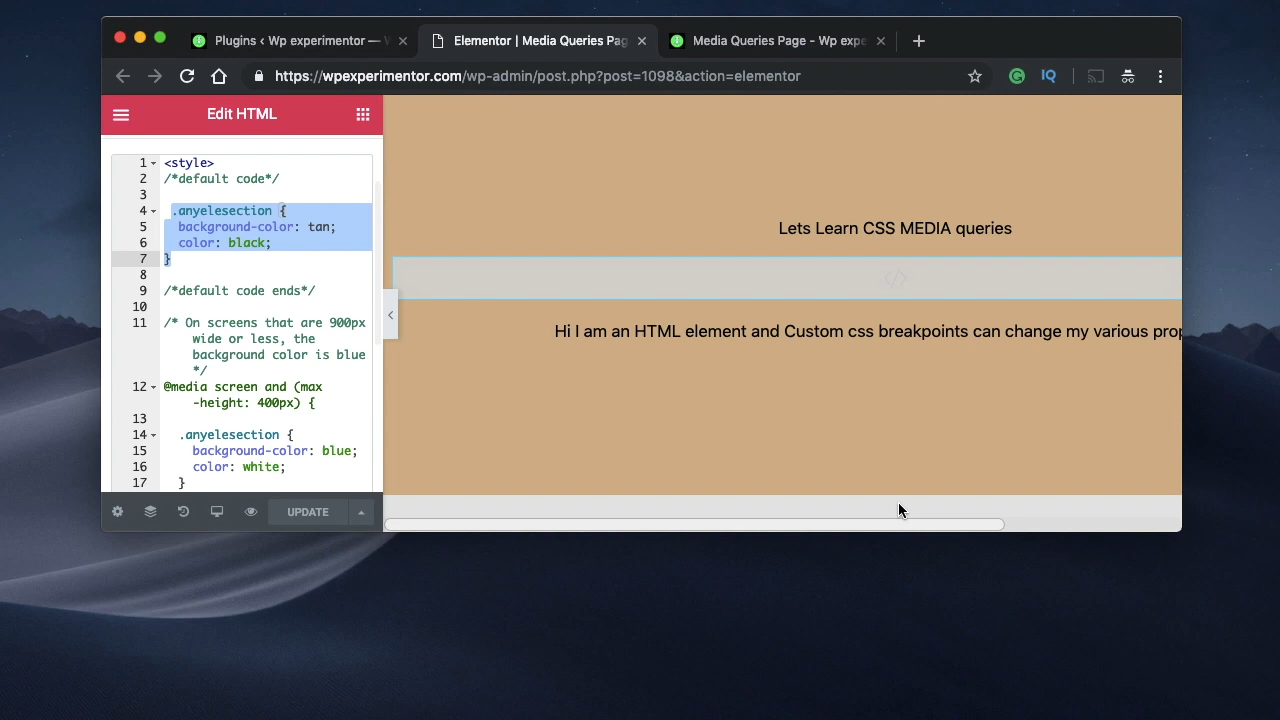 Plugins ‹ Wp experimentor — W
Elementor | Media Queries Pag
Media Queries Page - Wp expe
https://wpexperimentor.com/wp-admin/post.php?post=1098&action=elementor
IQ
Edit HTML
1 <style>
2 /*default code*/
3
4 .anyelesection {
5 background-color: tan;
6 color: black;
7 }
8
9 /*default code ends*/
10
11 /* On screens that are 900px
wide or less, the
background color is blue
*/
12 @media screen and (max
-height: 400px) {
13
14 .anyelesection {
15 background-color: blue;
16 color: white;
17 }
UPDATE
Lets Learn CSS MEDIA queries
</>
Hi I am an HTML element and Custom css breakpoints can change my various prop